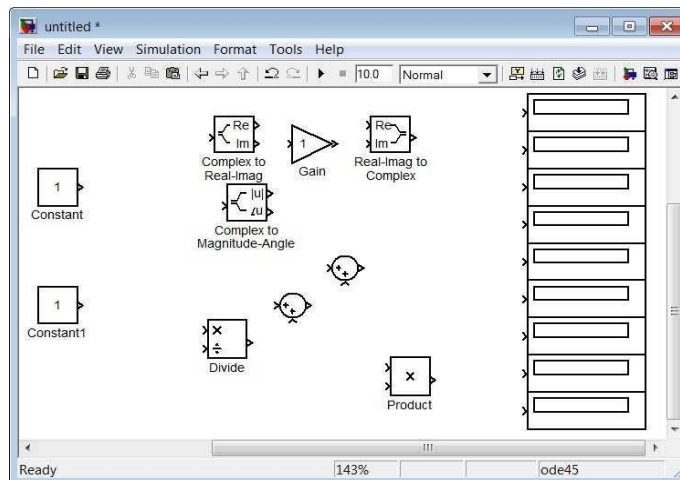 untitled *
File Edit View Simulation Format Tools Help
10.0 Normal
Re
Im
Complex to
Real-Imag
1
Gain
Re
Im
Real-Imag to
Complex
1
Constant
|u|
∠u
Complex to
Magnitude-Angle
1
Constant1
+
+
+
+
×
÷
Divide
×
Product
Ready 143% ode45